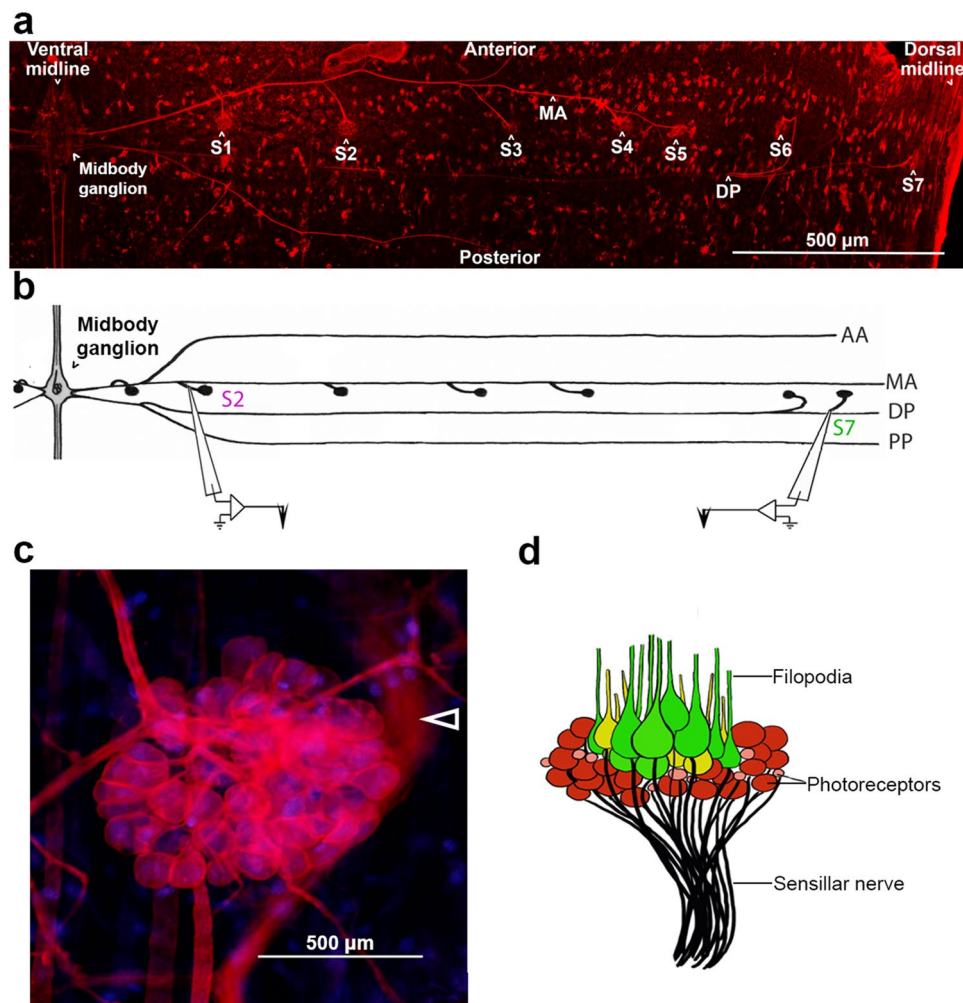 a
Ventral
midline
Anterior
Dorsal
midline
MA
S1
S2
S3
S4
S5
S6
Midbody
ganglion
DP
S7
Posterior
500 µm
b
Midbody
ganglion
AA
S2
MA
DP
S7
PP
c
500 µm
d
Filopodia
Photoreceptors
Sensillar nerve